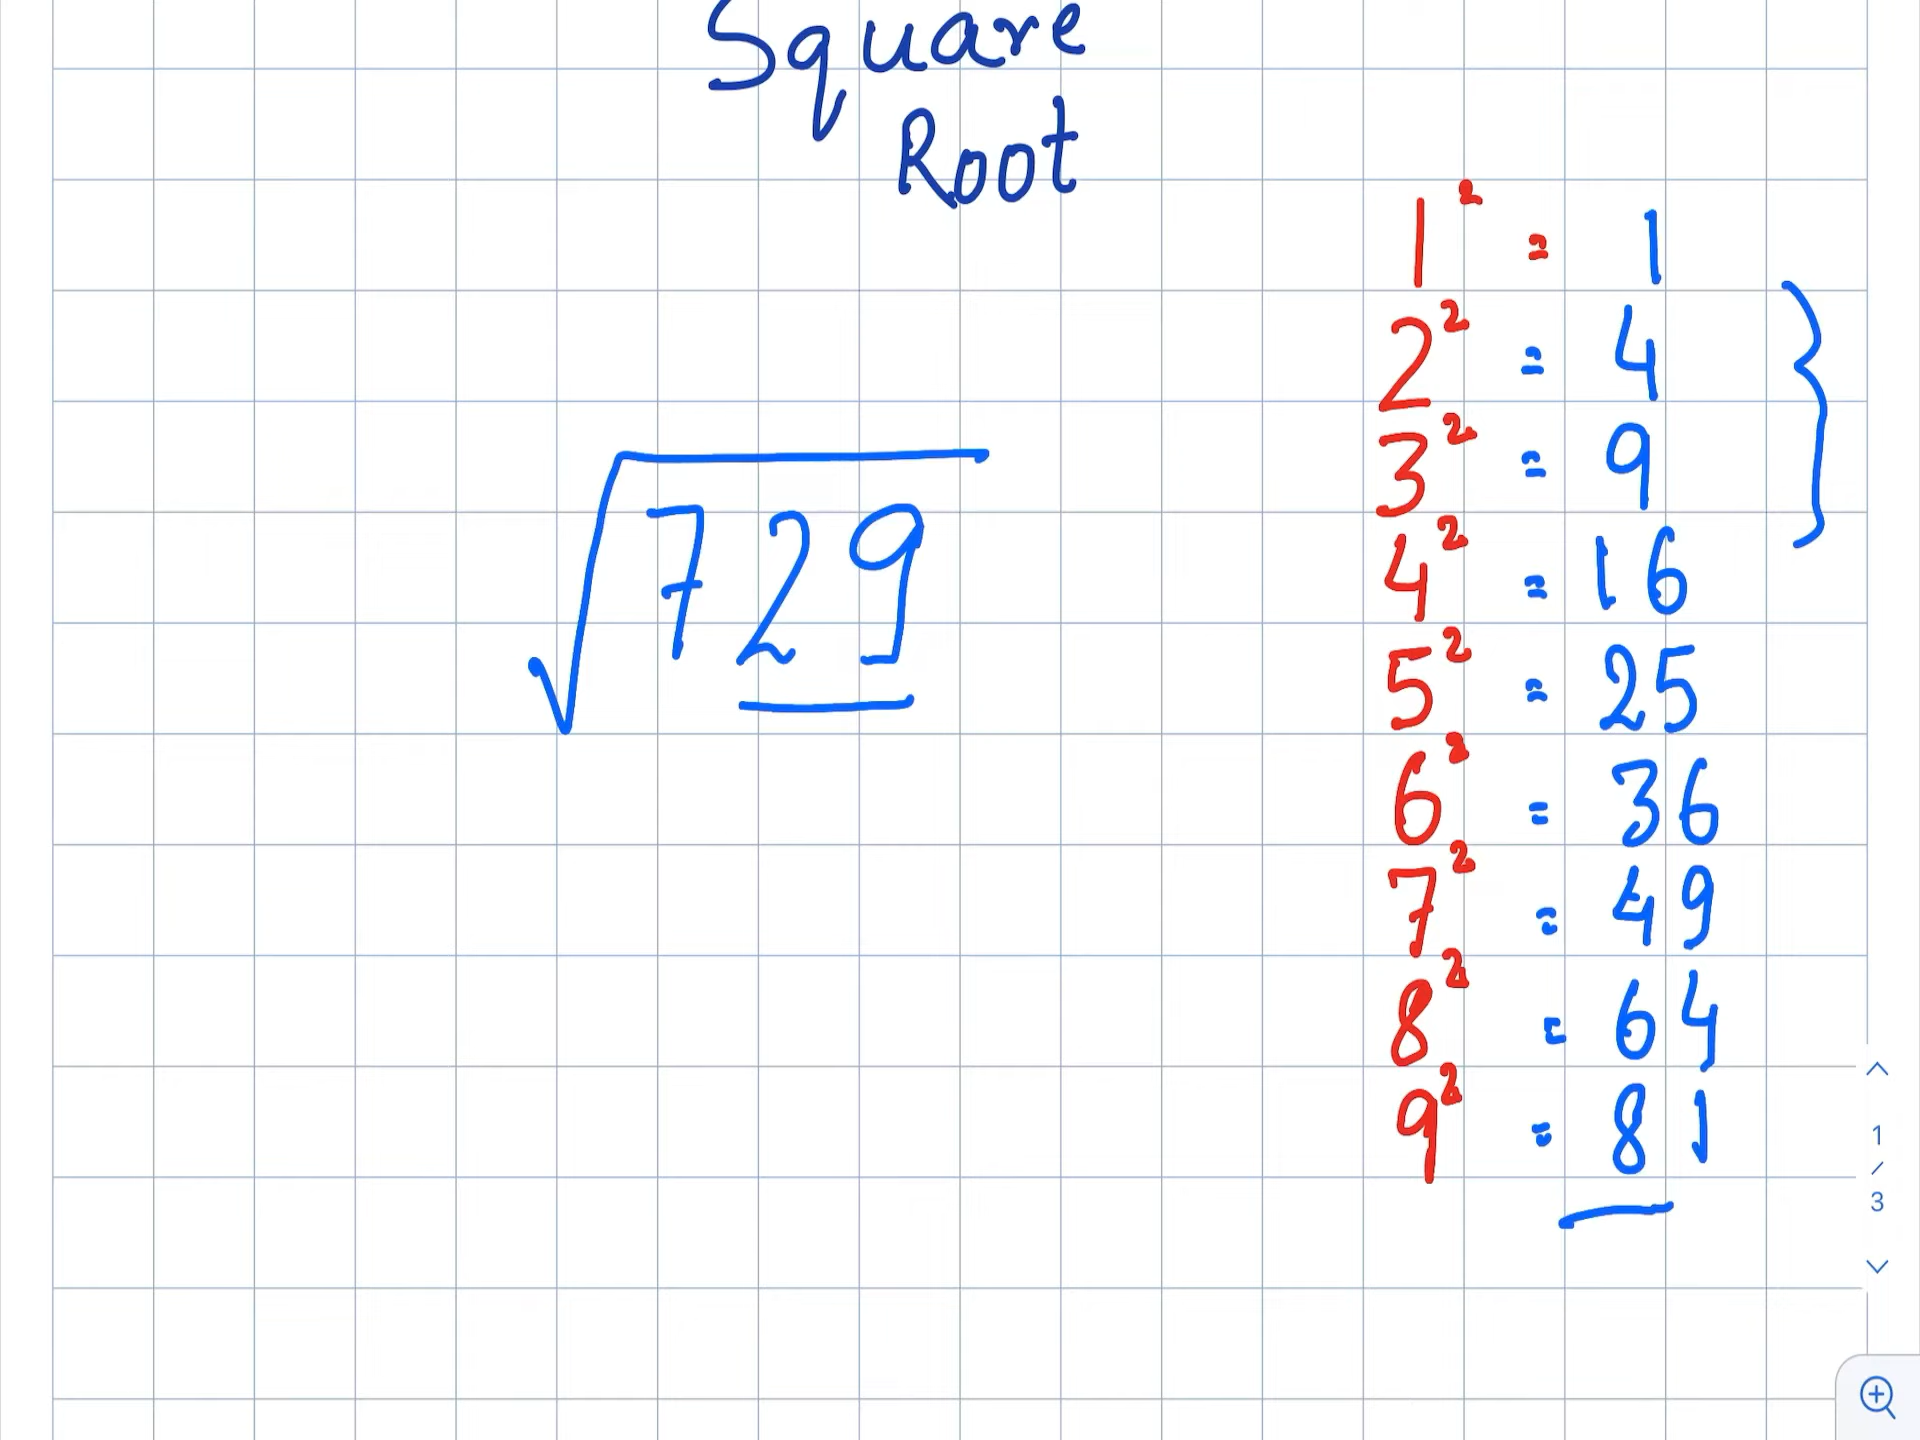 Square
Root
√729
1² = 1
2² = 4
3² = 9
4² = 16
5² = 25
6² = 36
7² = 49
8² = 64
9² = 81
1
/
3